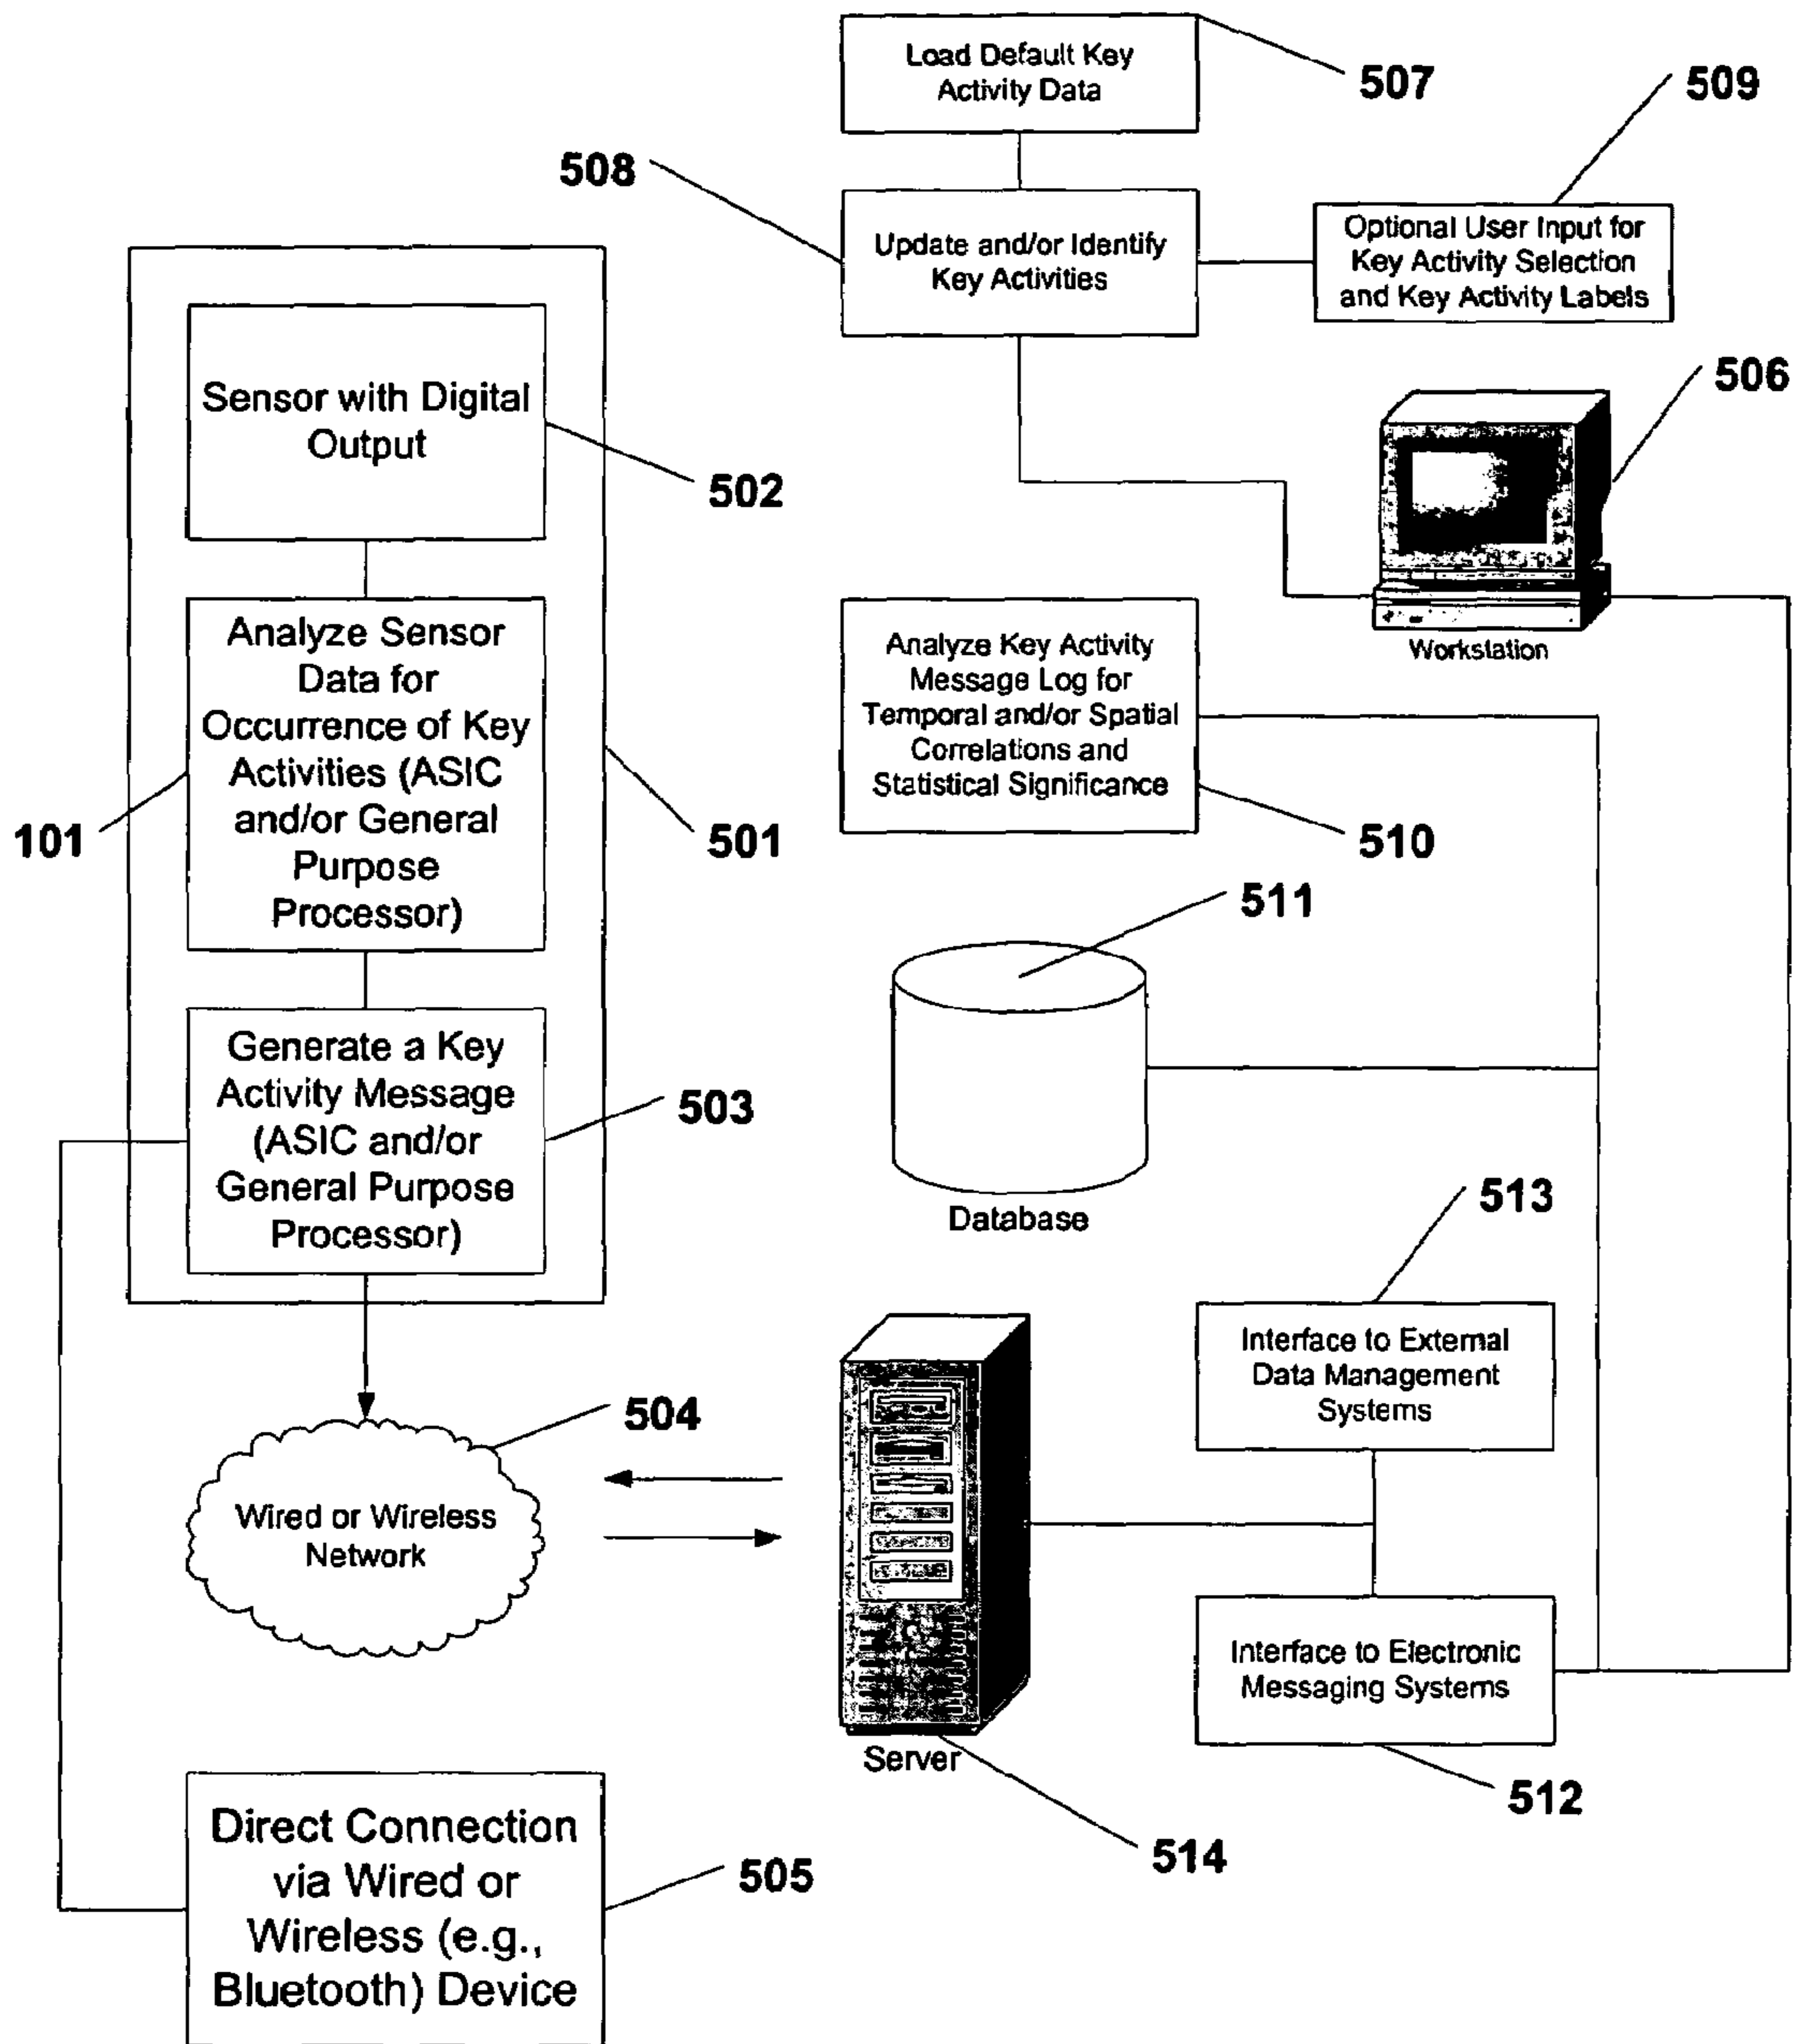 Load Default Key
Activity Data
507
509
508
Update and/or Identify
Key Activities
Optional User Input for
Key Activity Selection
and Key Activity Labels
506
Workstation
Sensor with Digital
Output
502
Analyze Sensor
Data for
Occurrence of Key
Activities (ASIC
and/or General
Purpose
Processor)
101
501
Analyze Key Activity
Message Log for
Temporal and/or Spatial
Correlations and
Statistical Significance
510
511
Database
Generate a Key
Activity Message
(ASIC and/or
General Purpose
Processor)
503
513
Interface to External
Data Management
Systems
504
Wired or Wireless
Network
Server
514
Interface to Electronic
Messaging Systems
512
Direct Connection
via Wired or
Wireless (e.g.,
Bluetooth) Device
505